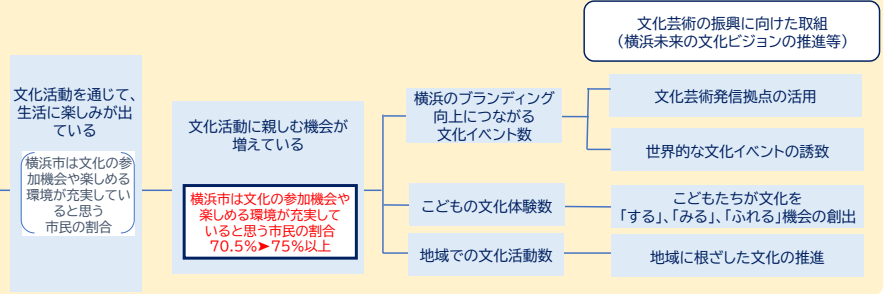 文化芸術の振興に向けた取組
（横浜未来の文化ビジョンの推進等）
文化活動を通じて、
生活に楽しみが出
ている
横浜市は文化の参
加機会や楽しめる
環境が充実してい
ると思う
市民の割合
文化活動に親しむ機会が
増えている
横浜市は文化の参加機会や
楽しめる環境が充実して
いると思う市民の割合
70.5%➤75%以上
横浜のブランディング
向上につながる
文化イベント数
こどもの文化体験数
地域での文化活動数
文化芸術発信拠点の活用
世界的な文化イベントの誘致
こどもたちが文化を
「する」、「みる」、「ふれる」機会の創出
地域に根ざした文化の推進